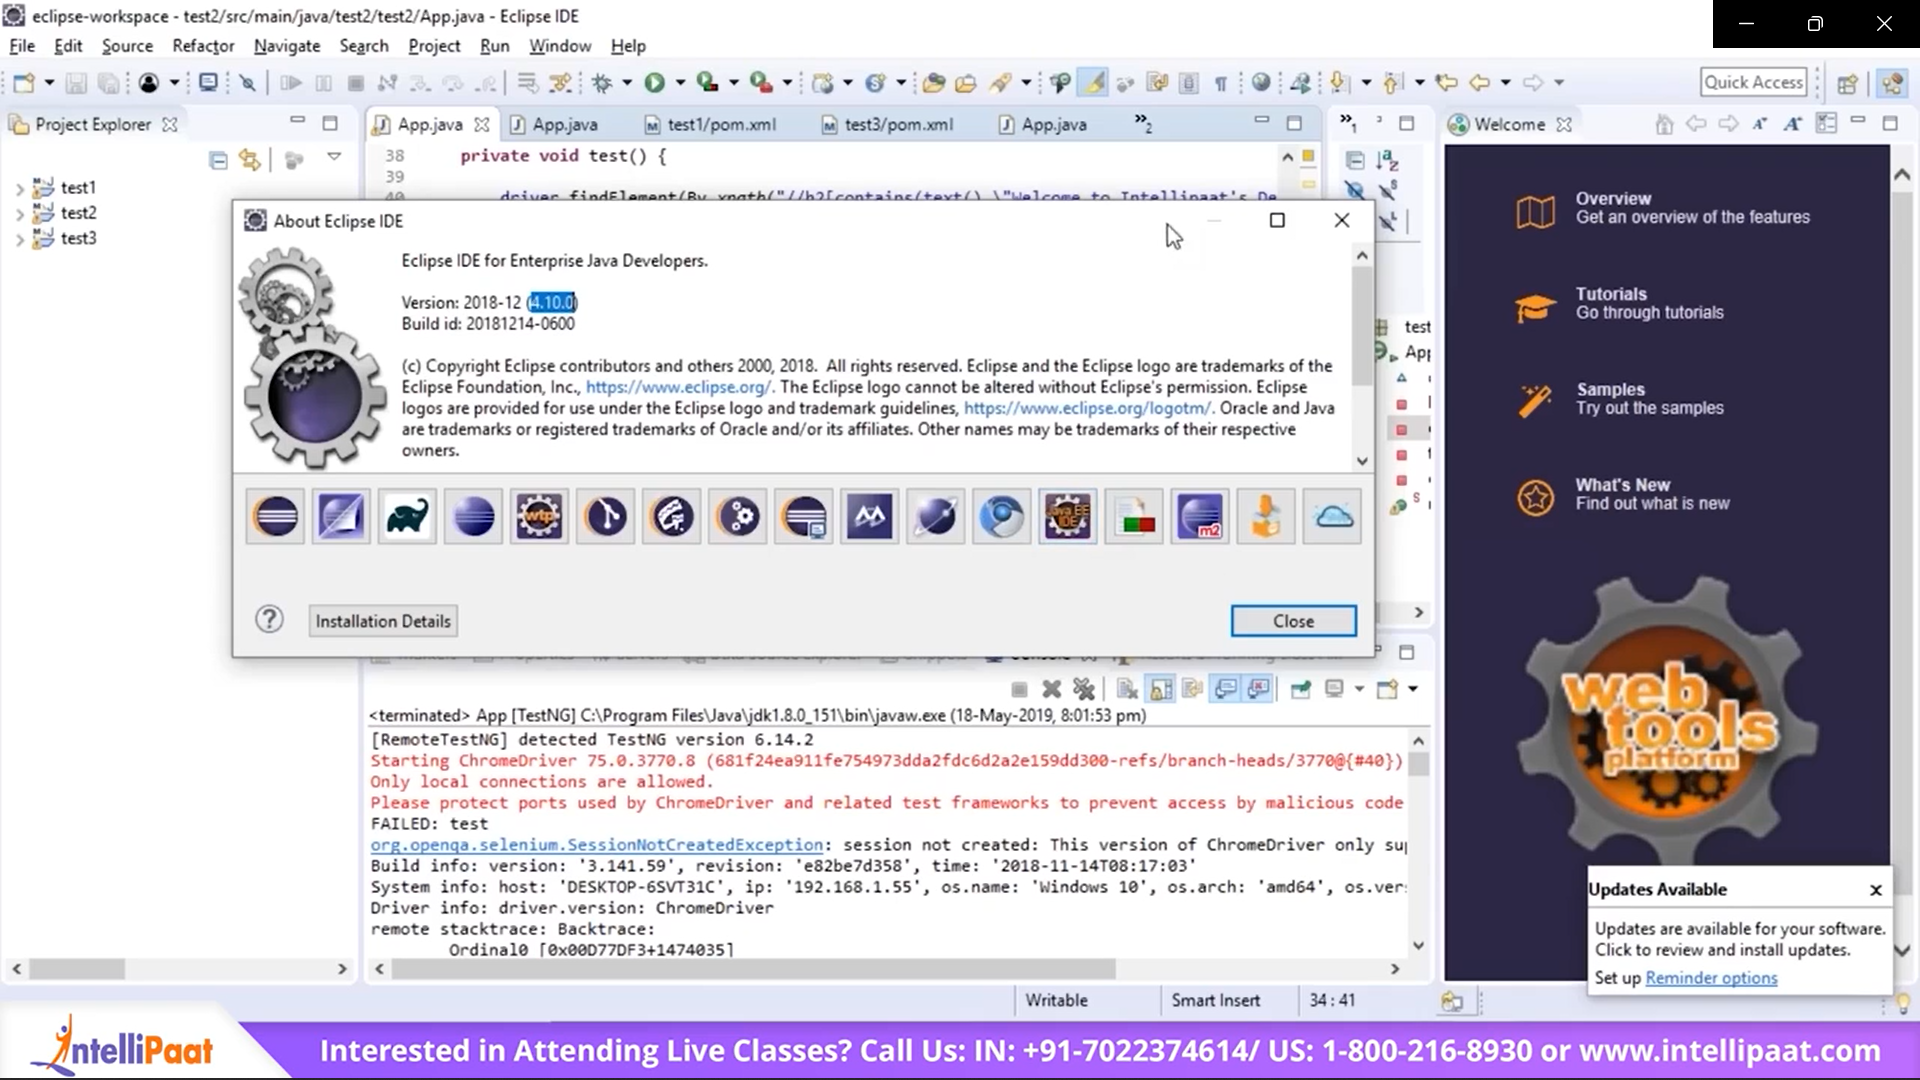 eclipse-workspace - test2/src/main/java/test2/test2/App.java - Eclipse IDE
File Edit Source Refactor Navigate Search Project Run Window Help
Quick Access
Project Explorer
App.java App.java test1/pom.xml test3/pom.xml App.java »2
»1
Welcome
test1
test2
test3
38 private void test() {
39
40 driver findElement(By xpath("//h2[contains(text() \"Welcome to Intellipaat's De
About Eclipse IDE
Eclipse IDE for Enterprise Java Developers.
Version: 2018-12 (4.10.0)
Build id: 20181214-0600
(c) Copyright Eclipse contributors and others 2000, 2018. All rights reserved. Eclipse and the Eclipse logo are trademarks of the
Eclipse Foundation, Inc., https://www.eclipse.org/. The Eclipse logo cannot be altered without Eclipse's permission. Eclipse
logos are provided for use under the Eclipse logo and trademark guidelines, https://www.eclipse.org/logotm/. Oracle and Java
are trademarks or registered trademarks of Oracle and/or its affiliates. Other names may be trademarks of their respective
owners.
wtp
Java EE
IDE
m2
Installation Details
Close
test
App
Overview
Get an overview of the features
Tutorials
Go through tutorials
Samples
Try out the samples
What's New
Find out what is new
web
tools
platform
<terminated> App [TestNG] C:\Program Files\Java\jdk1.8.0_151\bin\javaw.exe (18-May-2019, 8:01:53 pm)
[RemoteTestNG] detected TestNG version 6.14.2
Starting ChromeDriver 75.0.3770.8 (681f24ea911fe754973dda2fdc6d2a2e159dd300-refs/branch-heads/3770@{#40})
Only local connections are allowed.
Please protect ports used by ChromeDriver and related test frameworks to prevent access by malicious code
FAILED: test
org.openqa.selenium.SessionNotCreatedException: session not created: This version of ChromeDriver only sup
Build info: version: '3.141.59', revision: 'e82be7d358', time: '2018-11-14T08:17:03'
System info: host: 'DESKTOP-6SVT31C', ip: '192.168.1.55', os.name: 'Windows 10', os.arch: 'amd64', os.ver
Driver info: driver.version: ChromeDriver
remote stacktrace: Backtrace:
Ordinal0 [0x00D77DF3+1474035]
Updates Available
Updates are available for your software.
Click to review and install updates.
Set up Reminder options
Writable Smart Insert 34 : 41
IntelliPaat
Interested in Attending Live Classes? Call Us: IN: +91-7022374614/ US: 1-800-216-8930 or www.intellipaat.com